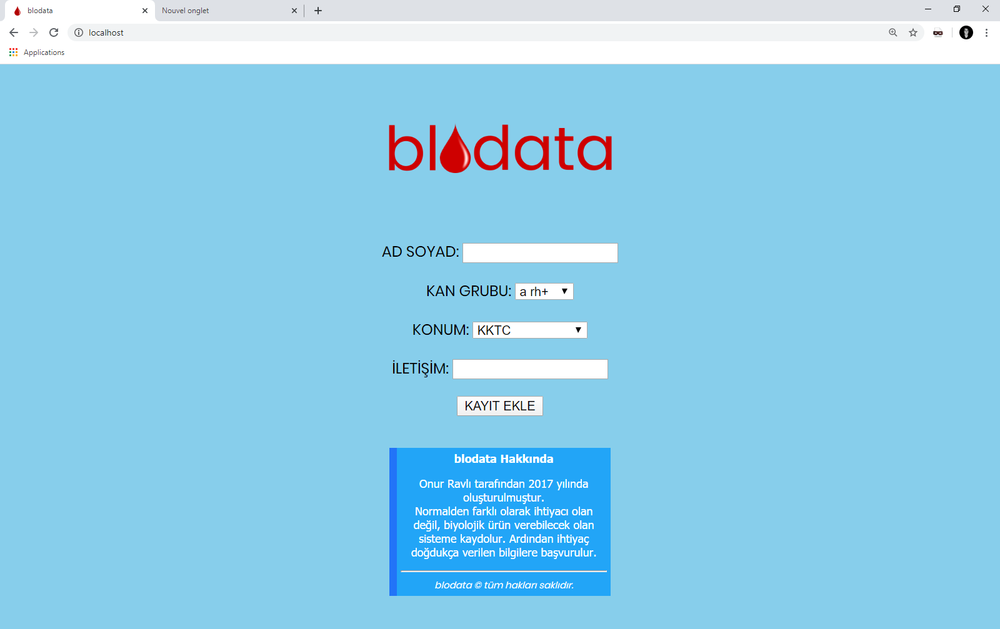 blodata
Nouvel onglet
localhost
Applications
blodata
AD SOYAD:
KAN GRUBU: a rh+
KONUM: KKTC
İLETİŞİM:
KAYIT EKLE
blodata Hakkında
Onur Ravlı tarafından 2017 yılında
oluşturulmuştur.
Normalden farklı olarak ihtiyacı olan
değil, biyolojik ürün verebilecek olan
sisteme kaydolur. Ardından ihtiyaç
doğdukça verilen bilgilere başvurulur.
blodata © tüm hakları saklıdır.